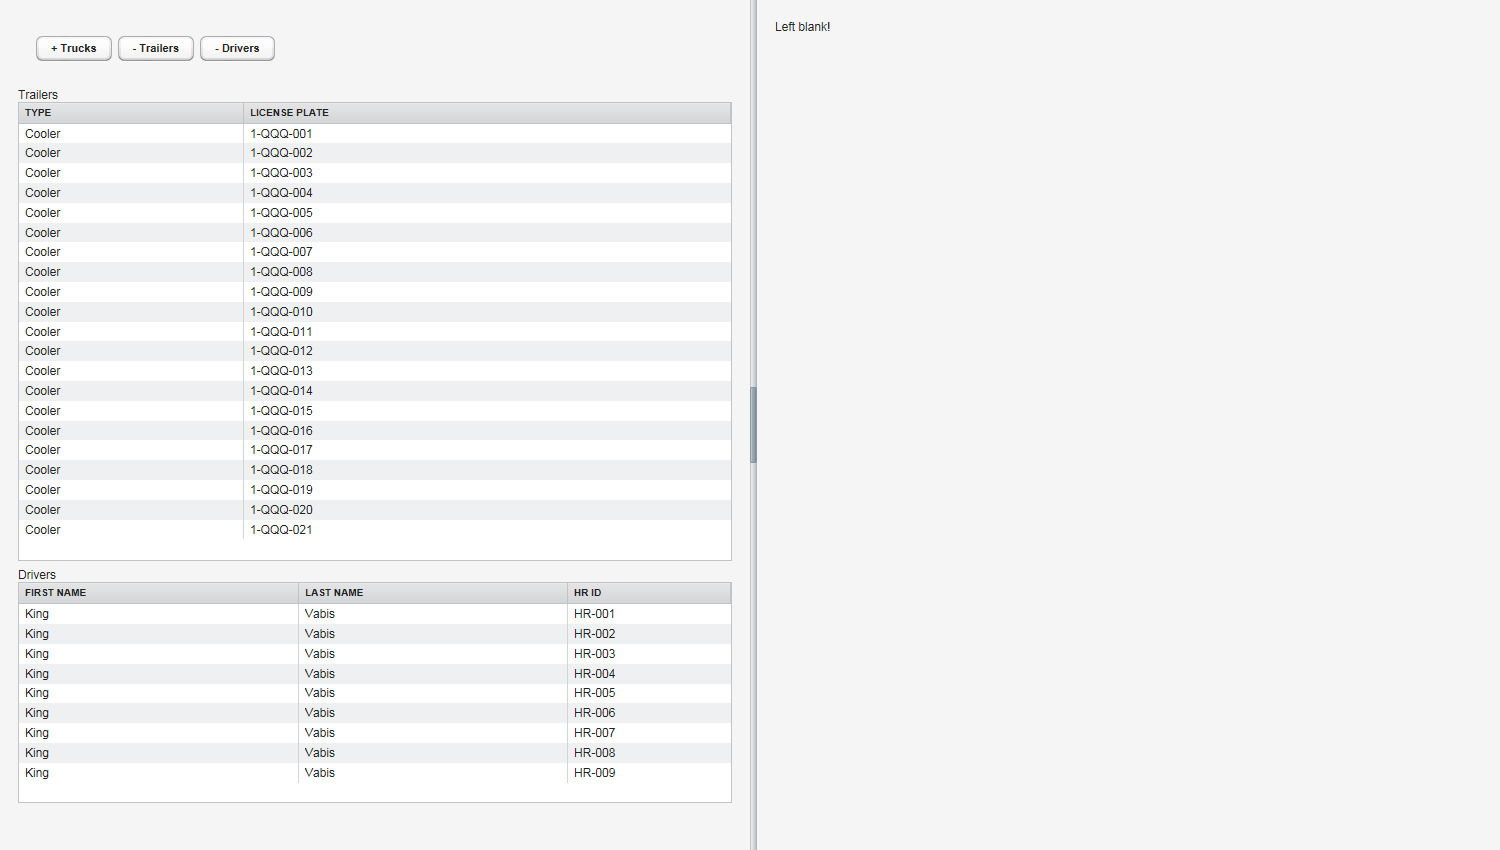 + Trucks - Trailers - Drivers
Left blank!
Trailers
TYPE LICENSE PLATE
Cooler 1-QQQ-001
Cooler 1-QQQ-002
Cooler 1-QQQ-003
Cooler 1-QQQ-004
Cooler 1-QQQ-005
Cooler 1-QQQ-006
Cooler 1-QQQ-007
Cooler 1-QQQ-008
Cooler 1-QQQ-009
Cooler 1-QQQ-010
Cooler 1-QQQ-011
Cooler 1-QQQ-012
Cooler 1-QQQ-013
Cooler 1-QQQ-014
Cooler 1-QQQ-015
Cooler 1-QQQ-016
Cooler 1-QQQ-017
Cooler 1-QQQ-018
Cooler 1-QQQ-019
Cooler 1-QQQ-020
Cooler 1-QQQ-021
Drivers
FIRST NAME LAST NAME HR ID
King Vabis HR-001
King Vabis HR-002
King Vabis HR-003
King Vabis HR-004
King Vabis HR-005
King Vabis HR-006
King Vabis HR-007
King Vabis HR-008
King Vabis HR-009